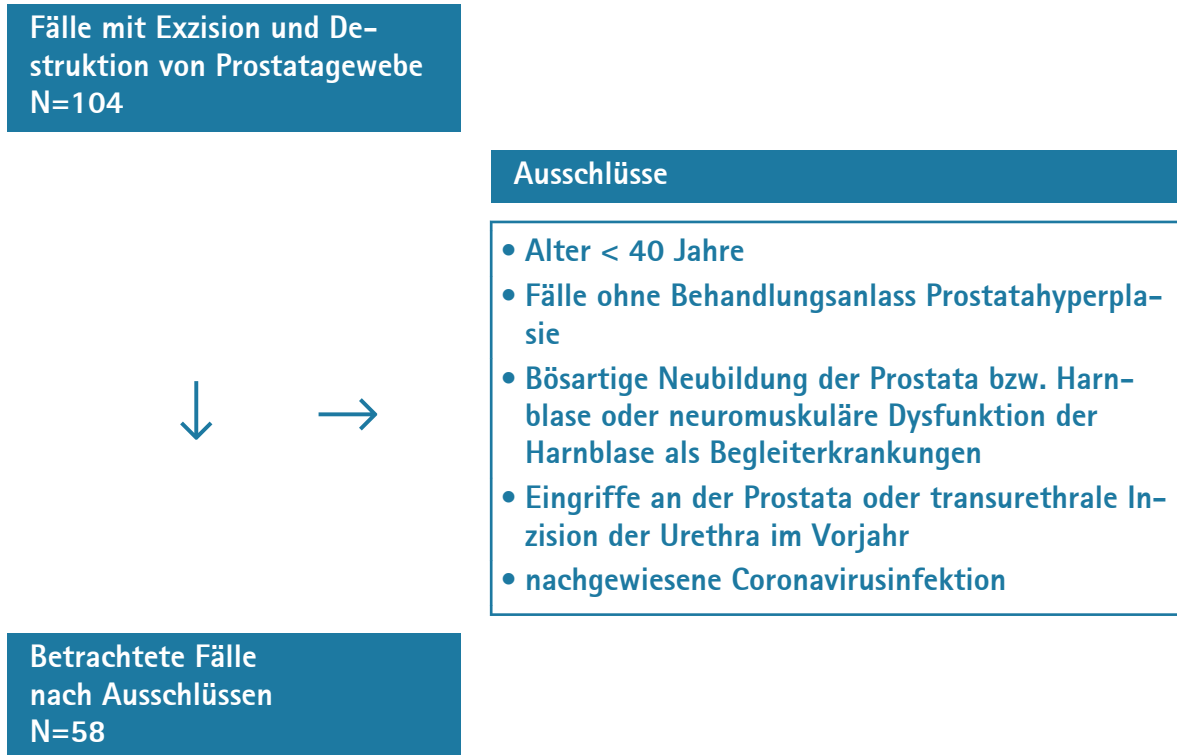 Fälle mit Exzision und De-
struktion von Prostatagewebe
N=104
Ausschlüsse
• Alter < 40 Jahre
• Fälle ohne Behandlungsanlass Prostatahyperpla-
sie
• Bösartige Neubildung der Prostata bzw. Harn-
blase oder neuromuskuläre Dysfunktion der
Harnblase als Begleiterkrankungen
• Eingriffe an der Prostata oder transurethrale In-
zision der Urethra im Vorjahr
• nachgewiesene Coronavirusinfektion
Betrachtete Fälle
nach Ausschlüssen
N=58